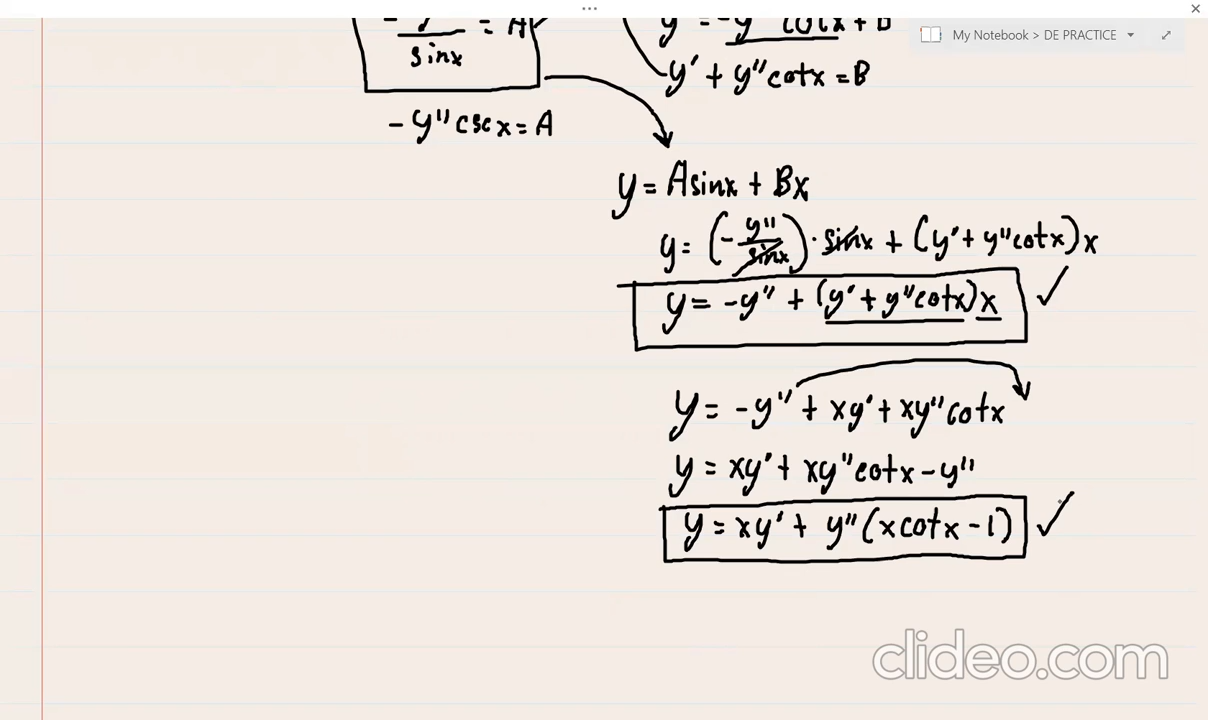 My Notebook > DE PRACTICE
= A
sinx
-y" cscx = A
y' = -y" cotx + B
y' + y"cotx = B
y = Asinx + Bx
y = (- y"/sinx) · sinx + (y' + y"cotx)x
y = -y" + (y' + y"cotx)x ✓
y = -y" + xy' + xy"cotx
y = xy' + xy"cotx - y"
y = xy' + y"(xcotx - 1) ✓
clideo.com